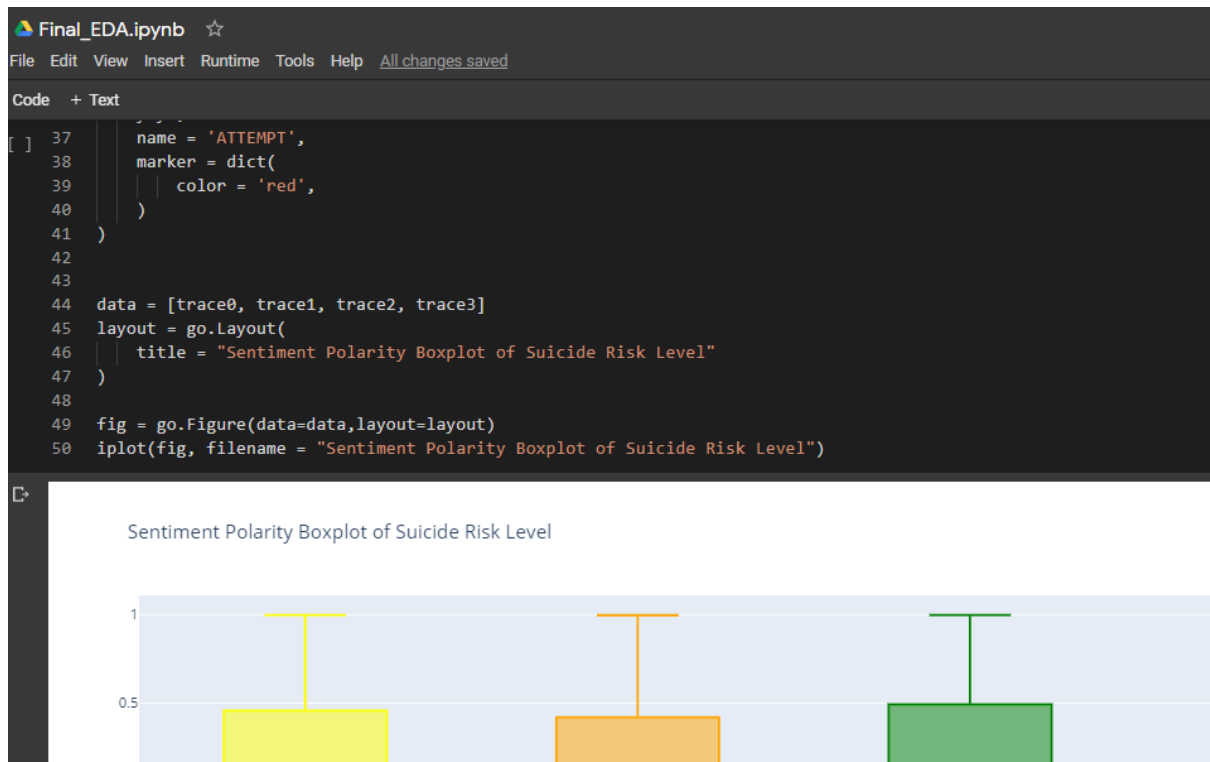 Final_EDA.ipynb
File Edit View Insert Runtime Tools Help All changes saved
Code + Text
[ ] 37 name = 'ATTEMPT',
38 marker = dict(
39 color = 'red',
40 )
41 )
42
43
44 data = [trace0, trace1, trace2, trace3]
45 layout = go.Layout(
46 title = "Sentiment Polarity Boxplot of Suicide Risk Level"
47 )
48
49 fig = go.Figure(data=data,layout=layout)
50 iplot(fig, filename = "Sentiment Polarity Boxplot of Suicide Risk Level")
Sentiment Polarity Boxplot of Suicide Risk Level
1
0.5